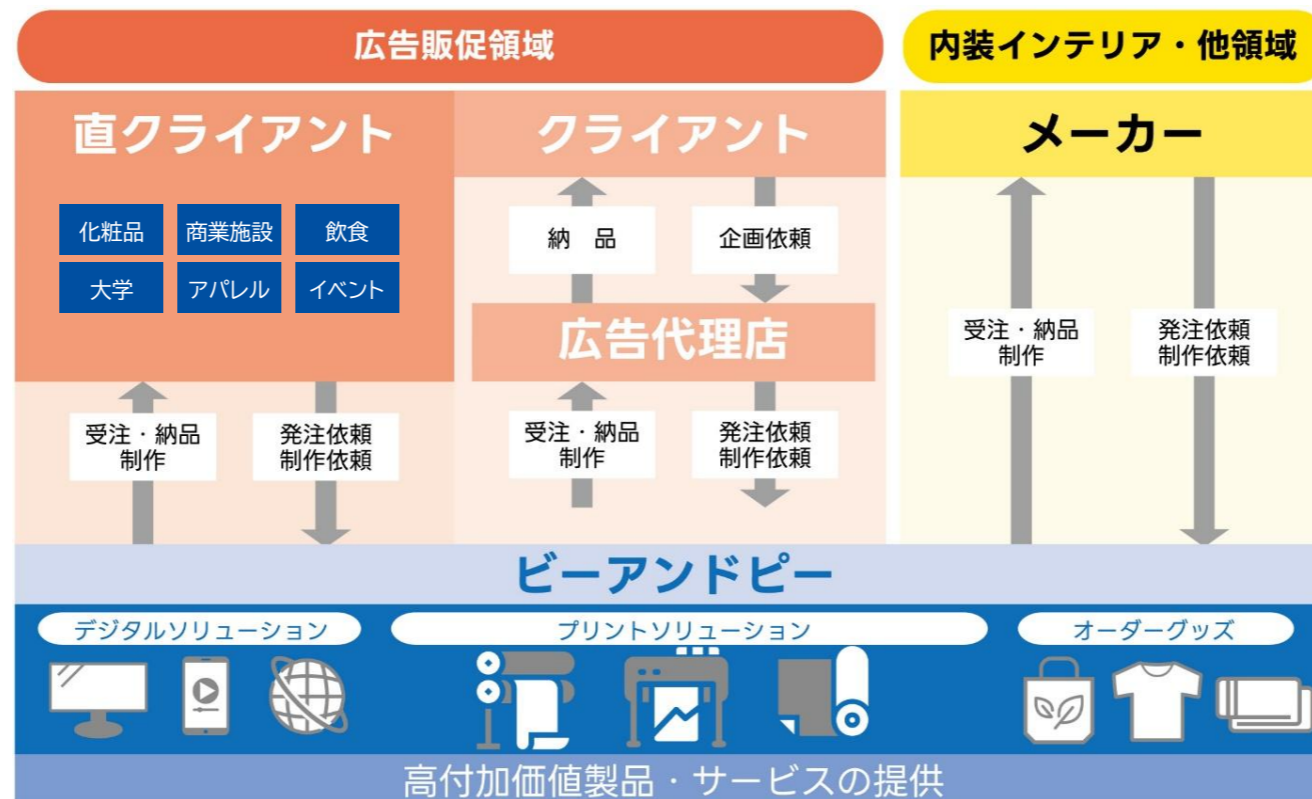 広告販促領域
内装インテリア・他領域
直クライアント
クライアント
メーカー
化粧品
商業施設
飲食
大学
アパレル
イベント
納 品
企画依頼
広告代理店
受注・納品
制作
発注依頼
制作依頼
受注・納品
制作
発注依頼
制作依頼
受注・納品
制作
発注依頼
制作依頼
ビーアンドピー
デジタルソリューション
プリントソリューション
オーダーグッズ
高付加価値製品・サービスの提供